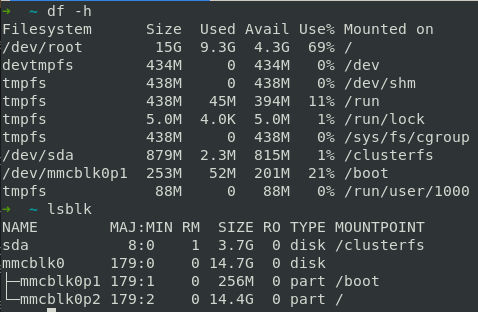 ➜  ~ df -h
Filesystem      Size  Used Avail Use% Mounted on
/dev/root        15G  9.3G  4.3G  69% /
devtmpfs        434M     0  434M   0% /dev
tmpfs           438M     0  438M   0% /dev/shm
tmpfs           438M   45M  394M  11% /run
tmpfs           5.0M  4.0K  5.0M   1% /run/lock
tmpfs           438M     0  438M   0% /sys/fs/cgroup
/dev/sda        879M  2.3M  815M   1% /clusterfs
/dev/mmcblk0p1  253M   52M  201M  21% /boot
tmpfs            88M     0   88M   0% /run/user/1000
➜  ~ lsblk
NAME        MAJ:MIN RM  SIZE RO TYPE MOUNTPOINT
sda           8:0    1  3.7G  0 disk /clusterfs
mmcblk0     179:0    0 14.7G  0 disk
├─mmcblk0p1 179:1    0  256M  0 part /boot
└─mmcblk0p2 179:2    0 14.4G  0 part /